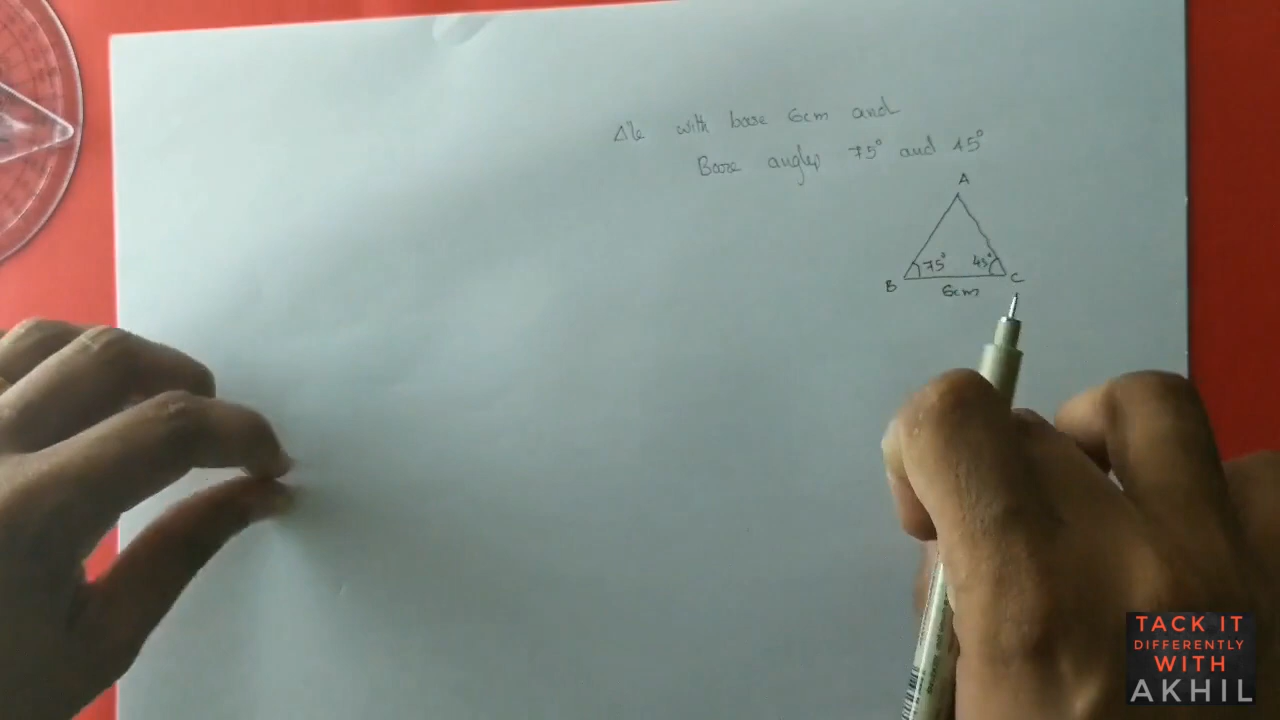 Δle with base 6cm and
Base angles 75° and 45°
A
75° 45°
B C
6cm
TACK IT
DIFFERENTLY
WITH
AKHIL